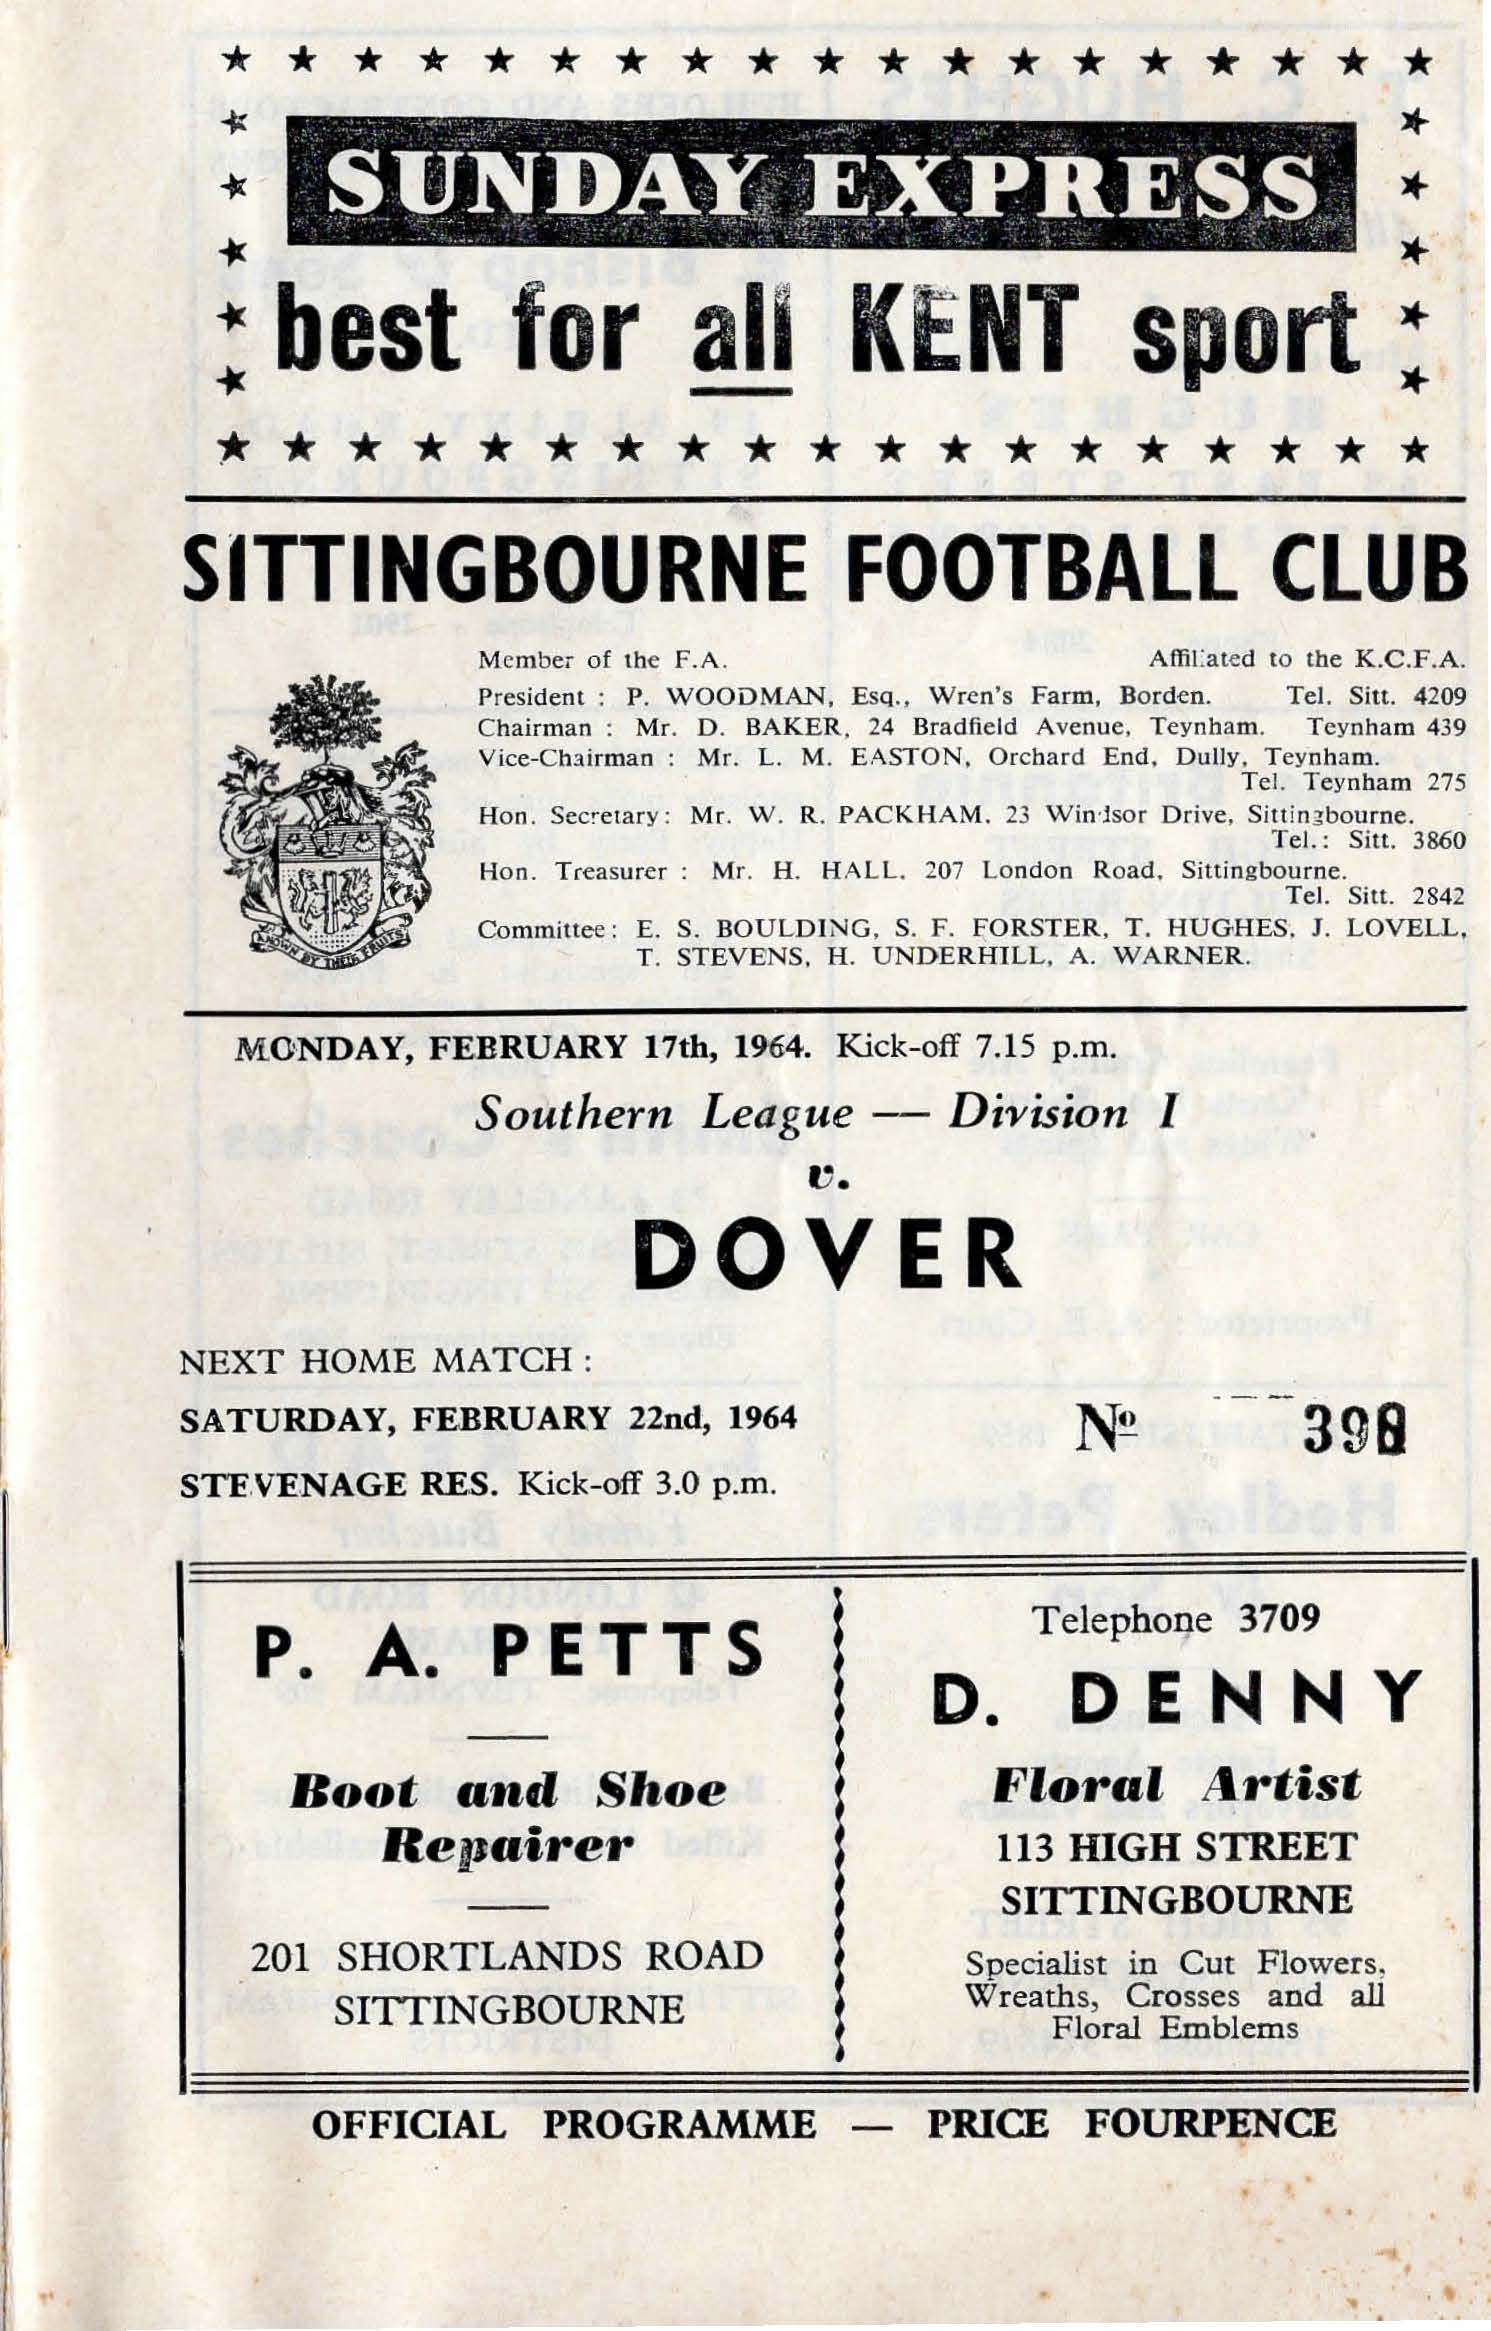 SUNDAY EXPRESS
best for all KENT sport
SITTINGBOURNE FOOTBALL CLUB
Member of the F.A. Affiliated to the K.C.F.A.
President : P. WOODMAN, Esq., Wren's Farm, Borden. Tel. Sitt. 4209
Chairman : Mr. D. BAKER, 24 Bradfield Avenue, Teynham. Teynham 439
Vice-Chairman : Mr. L. M. EASTON, Orchard End, Dully, Teynham.
Tel. Teynham 275
Hon. Secretary: Mr. W. R. PACKHAM. 23 Windsor Drive, Sittingbourne.
Tel.: Sitt. 3860
Hon. Treasurer : Mr. H. HALL. 207 London Road, Sittingbourne.
Tel. Sitt. 2842
Committee: E. S. BOULDING, S. F. FORSTER, T. HUGHES, J. LOVELL,
T. STEVENS, H. UNDERHILL, A. WARNER.
KNOWN BY THEIR FRUITS
MONDAY, FEBRUARY 17th, 1964. Kick-off 7.15 p.m.
Southern League — Division I
v.
DOVER
NEXT HOME MATCH :
SATURDAY, FEBRUARY 22nd, 1964
STEVENAGE RES. Kick-off 3.0 p.m.
Nº
P. A. PETTS
Boot and Shoe
Repairer
201 SHORTLANDS ROAD
SITTINGBOURNE
Telephone 3709
D. DENNY
Floral Artist
113 HIGH STREET
SITTINGBOURNE
Specialist in Cut Flowers,
Wreaths, Crosses and all
Floral Emblems
OFFICIAL PROGRAMME — PRICE FOURPENCE